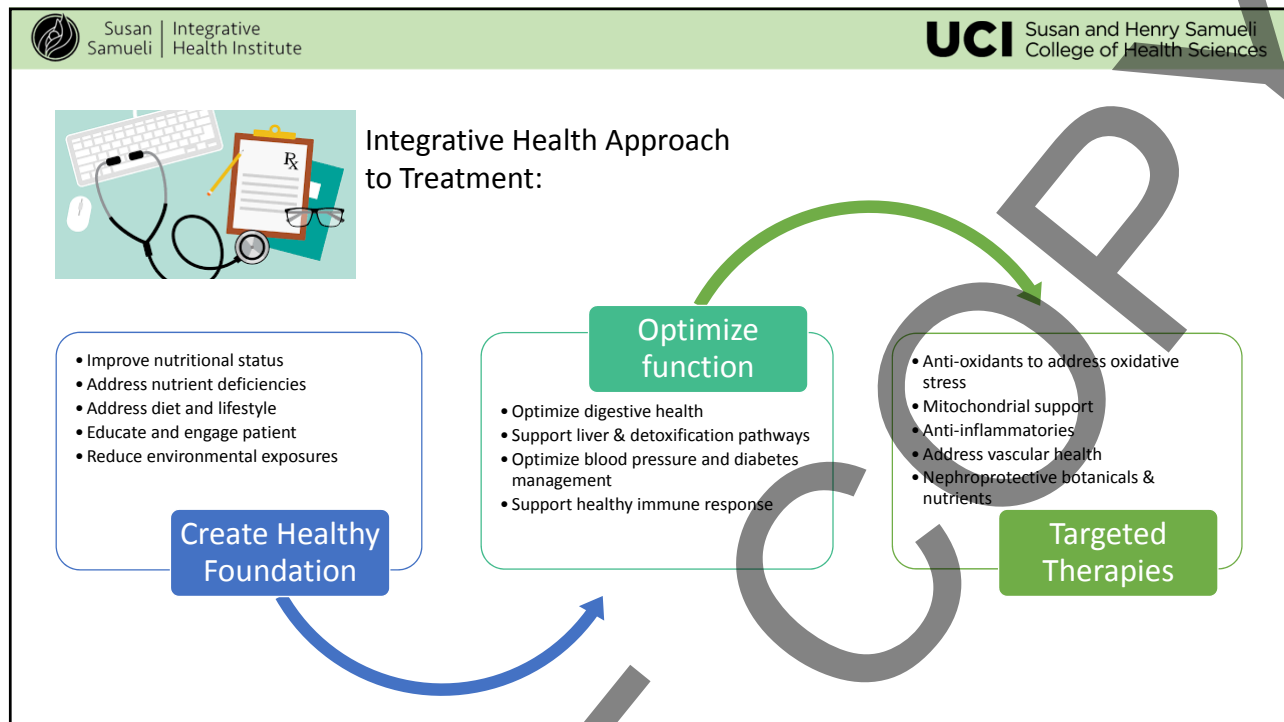 Susan | Integrative
Samueli | Health Institute
UCI Susan and Henry Samueli
College of Health Sciences
Rx
Integrative Health Approach
to Treatment:
• Improve nutritional status
• Address nutrient deficiencies
• Address diet and lifestyle
• Educate and engage patient
• Reduce environmental exposures
Create Healthy
Foundation
Optimize
function
• Optimize digestive health
• Support liver & detoxification pathways
• Optimize blood pressure and diabetes
management
• Support healthy immune response
• Anti-oxidants to address oxidative
stress
• Mitochondrial support
• Anti-inflammatories
• Address vascular health
• Nephroprotective botanicals &
nutrients
Targeted
Therapies
COP